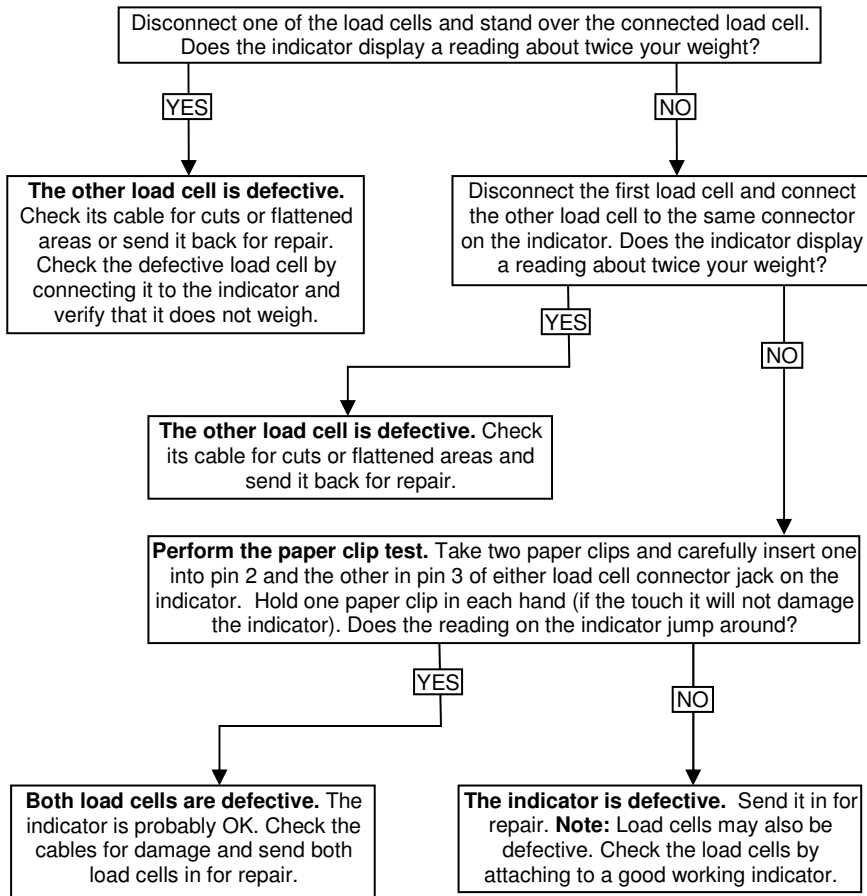 Disconnect one of the load cells and stand over the connected load cell.
Does the indicator display a reading about twice your weight?
YES
NO
The other load cell is defective.
Check its cable for cuts or flattened
areas or send it back for repair.
Check the defective load cell by
connecting it to the indicator and
verify that it does not weigh.
Disconnect the first load cell and connect
the other load cell to the same connector
on the indicator. Does the indicator display
a reading about twice your weight?
YES
NO
The other load cell is defective. Check
its cable for cuts or flattened areas and
send it back for repair.
Perform the paper clip test. Take two paper clips and carefully insert one
into pin 2 and the other in pin 3 of either load cell connector jack on the
indicator.  Hold one paper clip in each hand (if the touch it will not damage
the indicator). Does the reading on the indicator jump around?
YES
NO
Both load cells are defective. The
indicator is probably OK. Check the
cables for damage and send both
load cells in for repair.
The indicator is defective.  Send it in for
repair. Note: Load cells may also be
defective. Check the load cells by
attaching to a good working indicator.